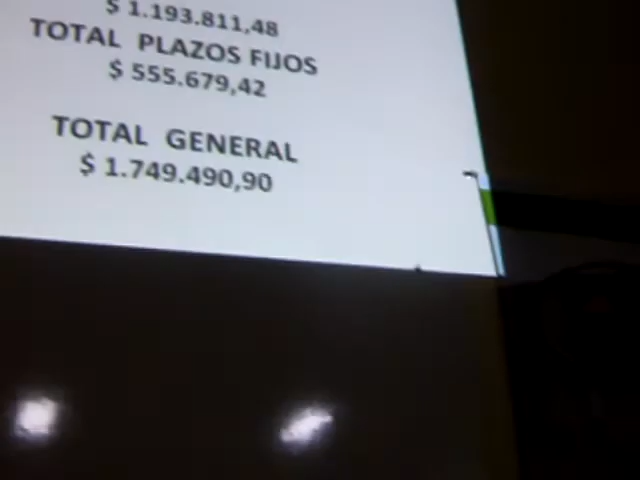 $ 1.193.811,48
TOTAL PLAZOS FIJOS
$ 555.679,42
TOTAL GENERAL
$ 1.749.490,90